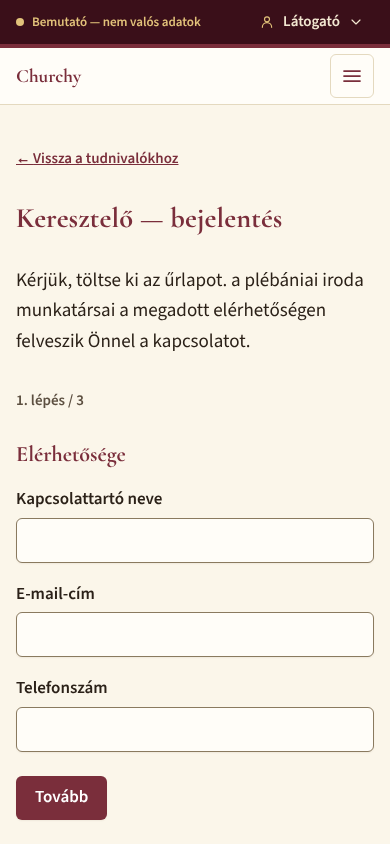 Bemutató — nem valós adatok
Látogató
Churchy
← Vissza a tudnivalókhoz
Keresztelő — bejelentés
Kérjük, töltse ki az űrlapot. a plébániai iroda
munkatársai a megadott elérhetőségen
felveszik Önnel a kapcsolatot.
1. lépés / 3
Elérhetősége
Kapcsolattartó neve
E-mail-cím
Telefonszám
Tovább